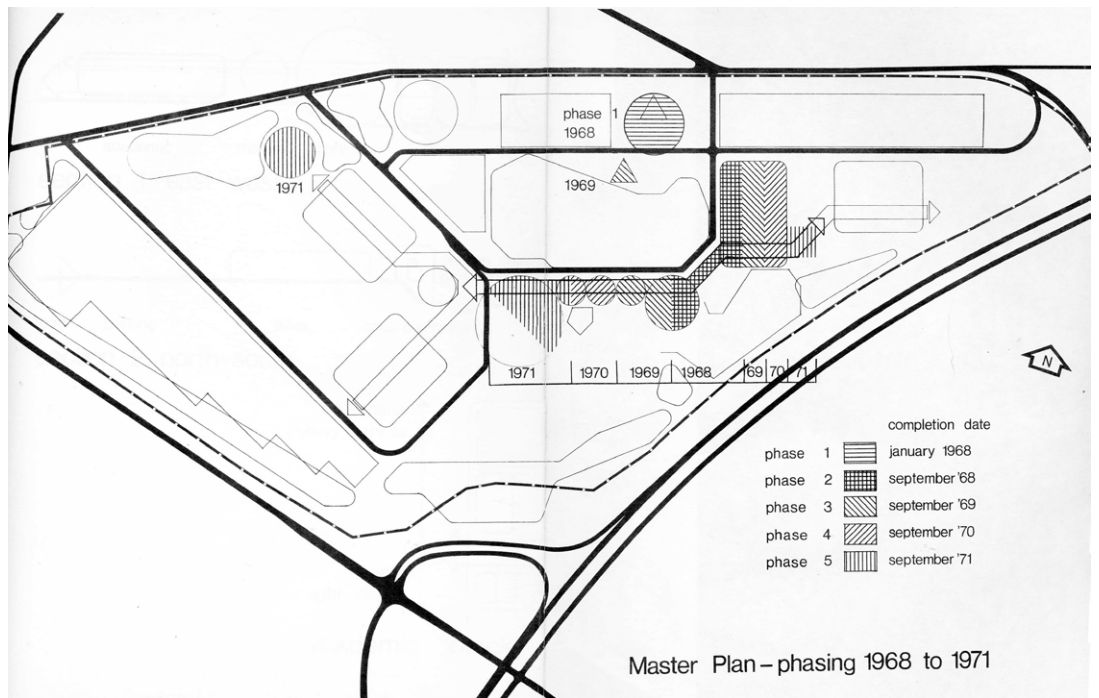 phase 1
1968
1969
1971
1971 1970 1969 1968 69 70 71
N
completion date
phase 1 january 1968
phase 2 september '68
phase 3 september '69
phase 4 september '70
phase 5 september '71
Master Plan – phasing 1968 to 1971